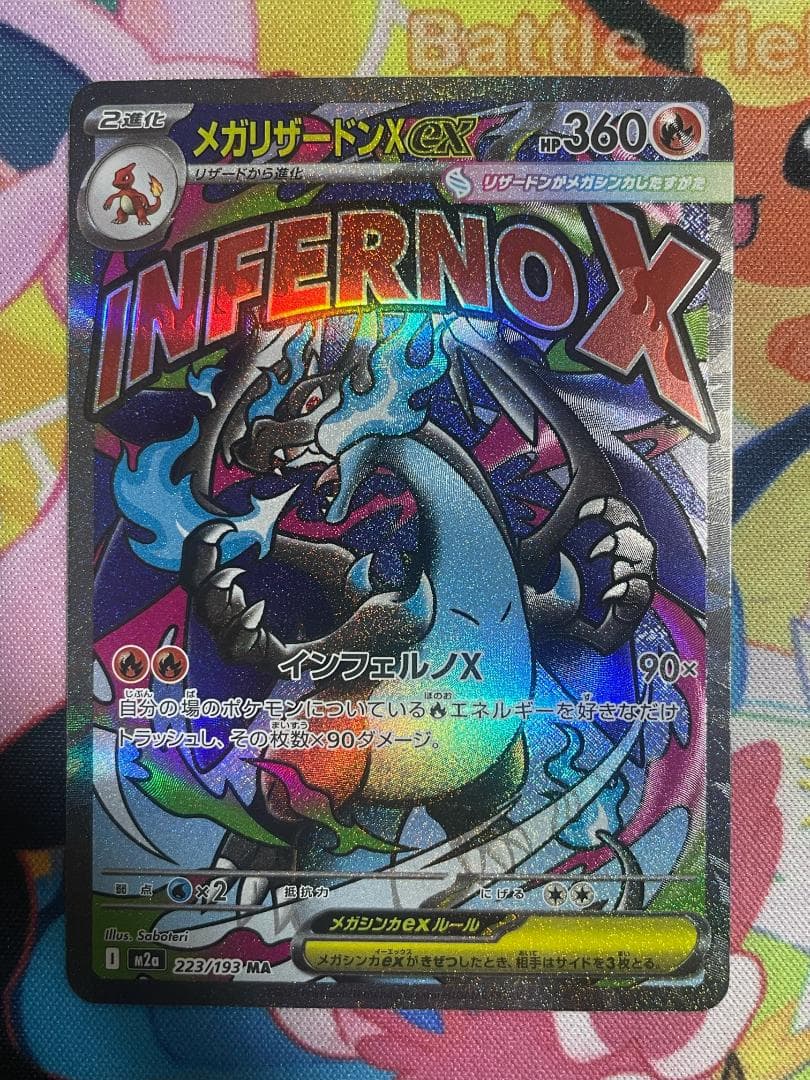 Battle Fie
2進化
メガリザードンXex
HP360
リザードから進化
リザードンがメガシンカしたすがた
INFERNOX
インフェルノX 90×
自分の場のポケモンについているエネルギーを好きなだけ
トラッシュし、その枚数×90ダメージ。
弱点 ×2 抵抗力 にげる
メガシンカexルール
メガシンカexがきぜつしたとき、相手はサイドを3枚とる。
Illus. Saboteri
I m2a 223/193 MA